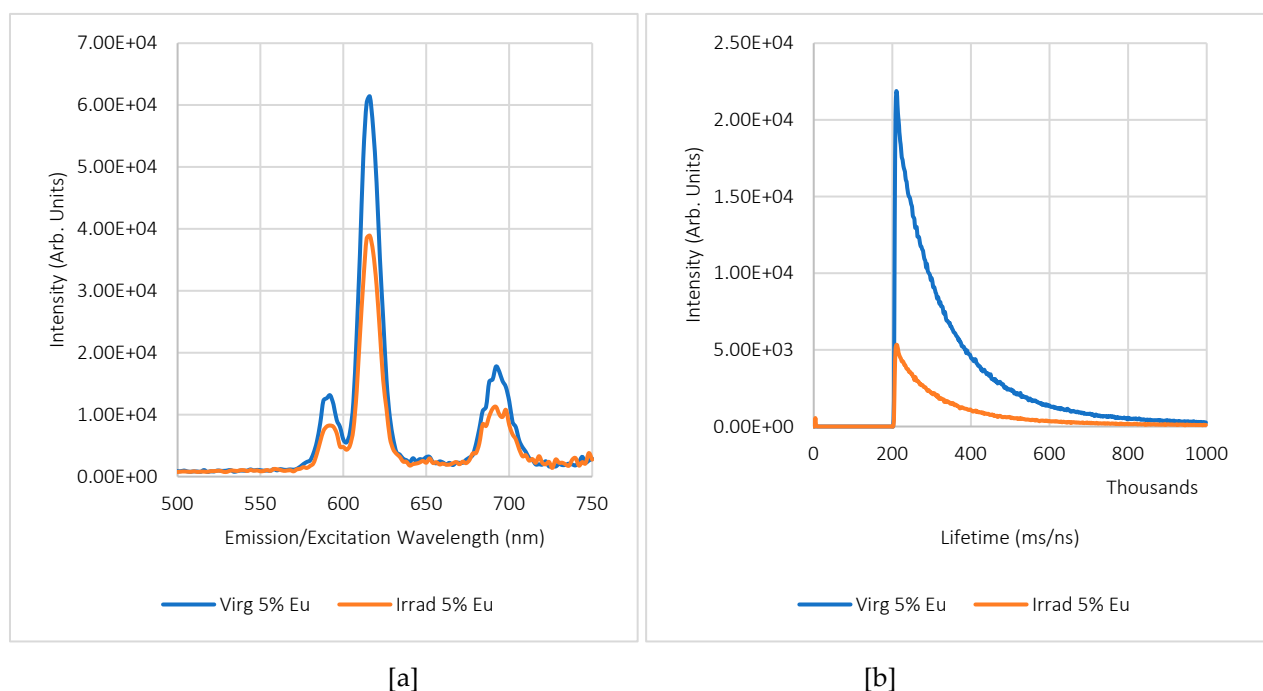 7.00E+04
6.00E+04
5.00E+04
4.00E+04
3.00E+04
2.00E+04
1.00E+04
0.00E+00
Intensity (Arb. Units)
500 550 600 650 700 750
Emission/Excitation Wavelength (nm)
Virg 5% Eu Irrad 5% Eu
[a]
2.50E+04
2.00E+04
1.50E+04
1.00E+04
5.00E+03
0.00E+00
Intensity (Arb. Units)
0 200 400 600 800 1000
Thousands
Lifetime (ms/ns)
Virg 5% Eu Irrad 5% Eu
[b]